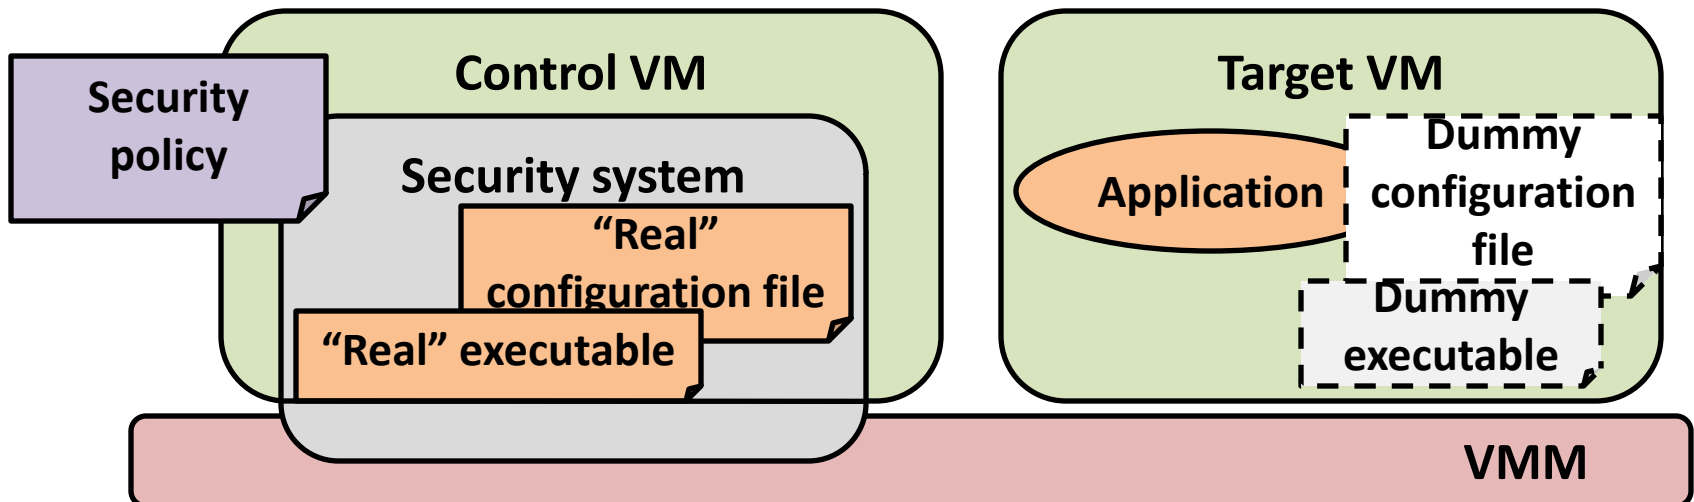 Control VM
Target VM
Security
policy
Security system
“Real”
configuration file
“Real” executable
Application
Dummy
configuration
file
Dummy
executable
VMM